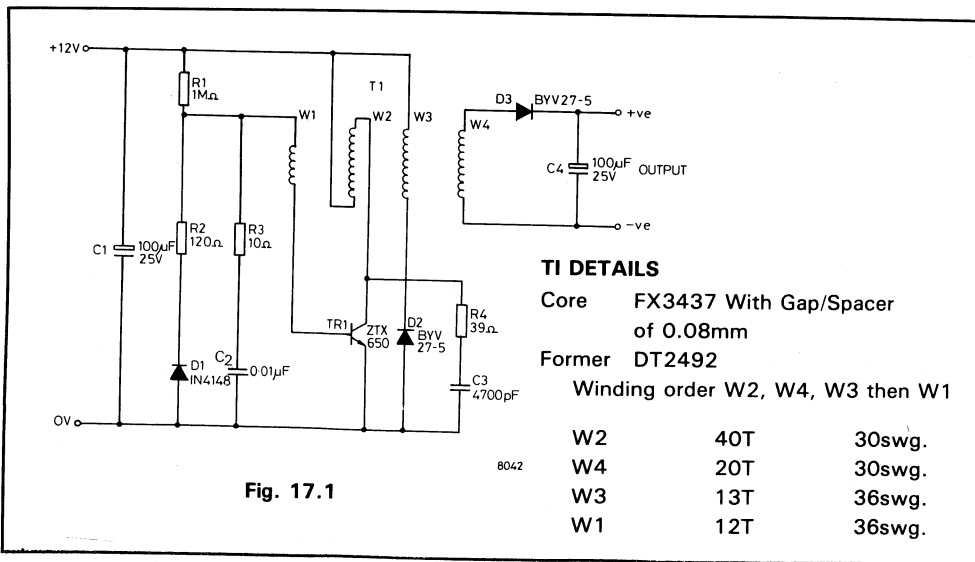 +12V
R1
1MΩ
T1
W1
W2
W3
W4
D3 BYV27-5
+ve
C4 100µF
25V
OUTPUT
-ve
C1 100µF
25V
R2
120Ω
R3
10Ω
TR1 ZTX
650
D2
BYV
27-5
R4
39Ω
D1
IN4148
C2
0·01µF
C3
4700pF
OV
8042
Fig. 17.1
TI DETAILS
Core FX3437 With Gap/Spacer
of 0.08mm
Former DT2492
Winding order W2, W4, W3 then W1
W2 40T 30swg.
W4 20T 30swg.
W3 13T 36swg.
W1 12T 36swg.